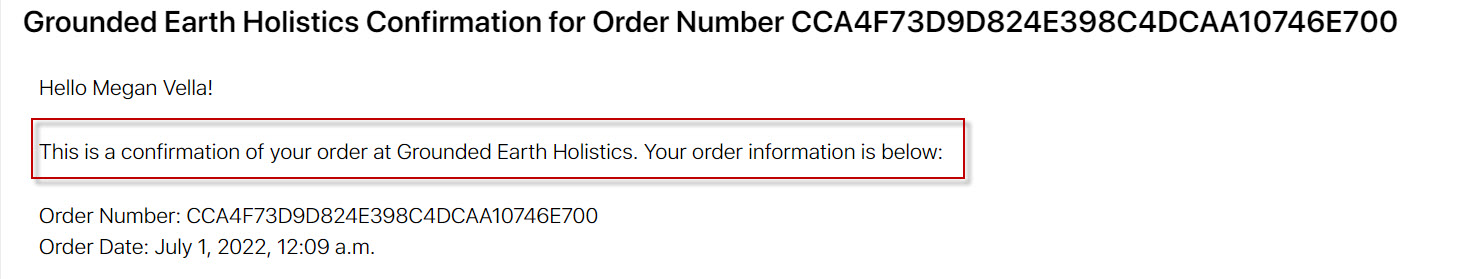 Grounded Earth Holistics Confirmation for Order Number CCA4F73D9D824E398C4DCAA10746E700
Hello Megan Vella!
This is a confirmation of your order at Grounded Earth Holistics. Your order information is below:
Order Number: CCA4F73D9D824E398C4DCAA10746E700
Order Date: July 1, 2022, 12:09 a.m.